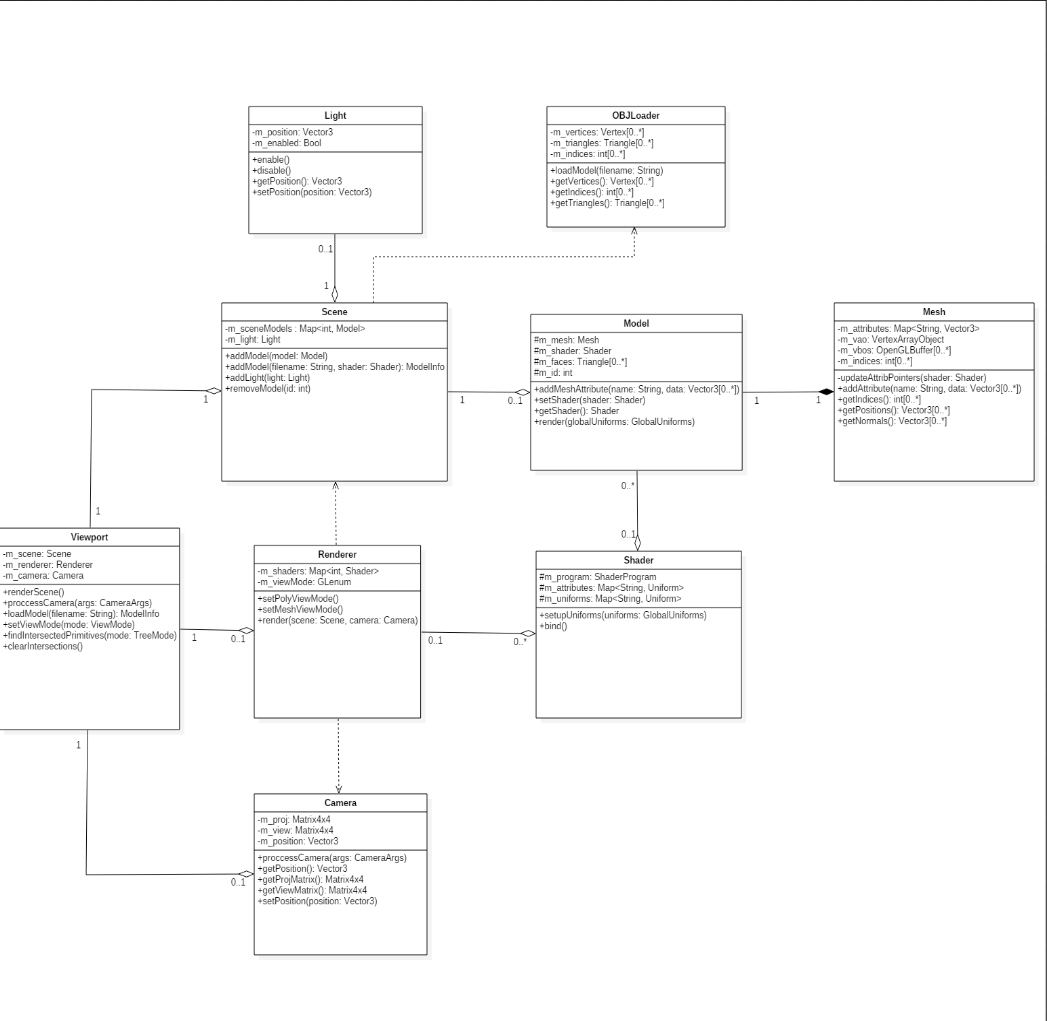 Light
-m_position: Vector3
-m_enabled: Bool
+enable()
+disable()
+getPosition(): Vector3
+setPosition(position: Vector3)
OBJLoader
-m_vertices: Vertex[0..*]
-m_triangles: Triangle[0..*]
-m_indices: int[0..*]
+loadModel(filename: String)
+getVertices(): Vertex[0..*]
+getIndices(): int[0..*]
+getTriangles(): Triangle[0..*]
0..1
1
Scene
-m_sceneModels : Map<int, Model>
-m_light: Light
+addModel(model: Model)
+addModel(filename: String, shader: Shader): ModelInfo
+addLight(light: Light)
+removeModel(id: int)
1
1
1
0..1
Model
#m_mesh: Mesh
#m_shader: Shader
#m_faces: Triangle[0..*]
#m_id: int
+addMeshAttribute(name: String, data: Vector3[0..*])
+setShader(shader: Shader)
+getShader(): Shader
+render(globalUniforms: GlobalUniforms)
1
1
Mesh
-m_attributes: Map<String, Vector3>
-m_vao: VertexArrayObject
-m_vbos: OpenGLBuffer[0..*]
-m_indices: int[0..*]
-updateAttribPointers(shader: Shader)
+addAttribute(name: String, data: Vector3[0..*])
+getIndices(): int[0..*]
+getPositions(): Vector3[0..*]
+getNormals(): Vector3[0..*]
0..*
0..1
Viewport
-m_scene: Scene
-m_renderer: Renderer
-m_camera: Camera
+renderScene()
+proccessCamera(args: CameraArgs)
+loadModel(filename: String): ModelInfo
+setViewMode(mode: ViewMode)
+findIntersectedPrimitives(mode: TreeMode)
+clearIntersections()
1
0..1
Renderer
-m_shaders: Map<int, Shader>
-m_viewMode: GLenum
+setPolyViewMode()
+setMeshViewMode()
+render(scene: Scene, camera: Camera)
0..1
0..*
Shader
#m_program: ShaderProgram
#m_attributes: Map<String, Uniform>
#m_uniforms: Map<String, Uniform>
+setupUniforms(uniforms: GlobalUniforms)
+bind()
1
0..1
Camera
-m_proj: Matrix4x4
-m_view: Matrix4x4
-m_position: Vector3
+proccessCamera(args: CameraArgs)
+getPosition(): Vector3
+getProjMatrix(): Matrix4x4
+getViewMatrix(): Matrix4x4
+setPosition(position: Vector3)